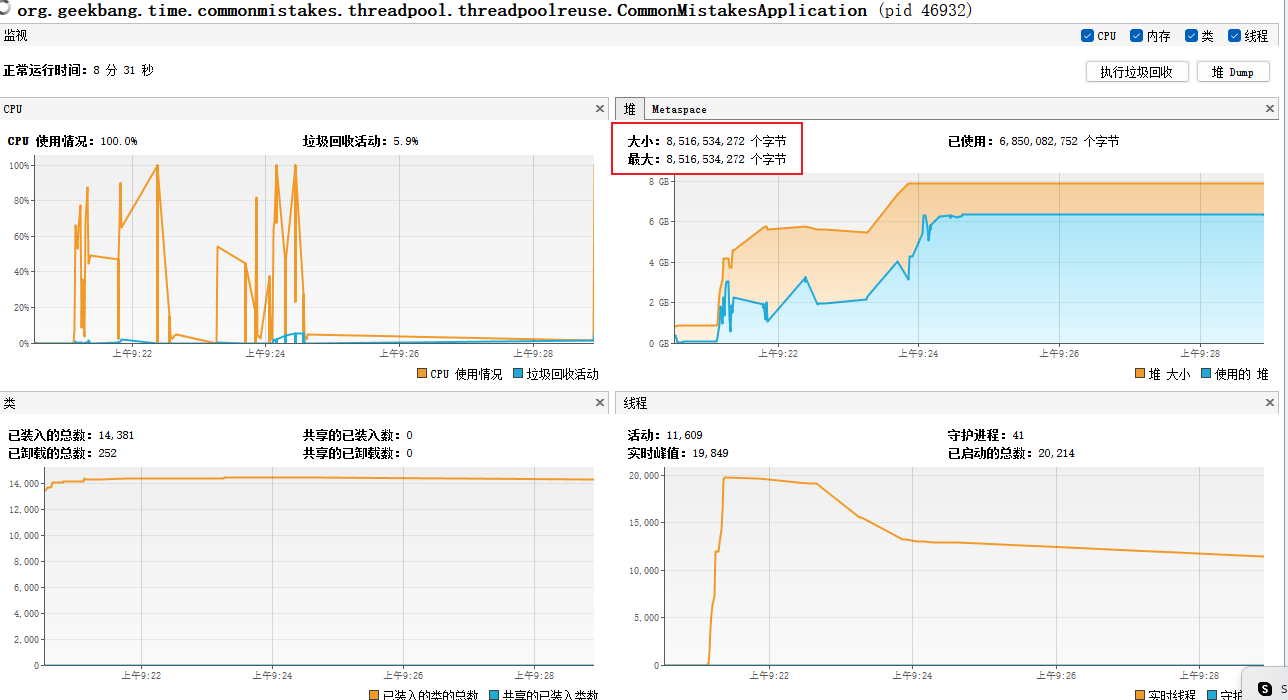 org.geekbang.time.commonmistakes.threadpool.threadpoolreuse.CommonMistakesApplication (pid 46932)
监视
CPU 内存 类 线程
正常运行时间: 8 分 31 秒
执行垃圾回收 堆 Dump
CPU
CPU 使用情况: 100.0% 垃圾回收活动: 5.9%
100%
80%
60%
40%
20%
0%
上午9:22 上午9:24 上午9:26 上午9:28
CPU 使用情况 垃圾回收活动
堆 Metaspace
大小: 8,516,534,272 个字节 已使用: 6,850,082,752 个字节
最大: 8,516,534,272 个字节
8 GB
6 GB
4 GB
2 GB
0 GB
上午9:22 上午9:24 上午9:26 上午9:28
堆 大小 使用的 堆
类
已装入的总数: 14,381 共享的已装入数: 0
已卸载的总数: 252 共享的已卸载数: 0
14,000
12,000
10,000
8,000
6,000
4,000
2,000
0
上午9:22 上午9:24 上午9:26 上午9:28
已装入的类的总数 共享的已装入类数
线程
活动: 11,609 守护进程: 41
实时峰值: 19,849 已启动的总数: 20,214
20,000
15,000
10,000
5,000
0
上午9:22 上午9:24 上午9:26 上午9:28
实时线程 守护
S